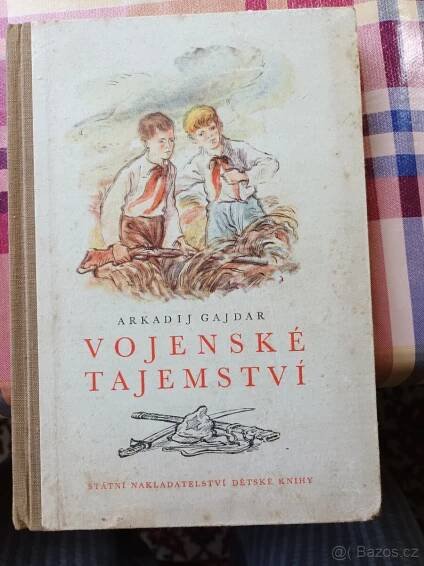 ARKADIJ GAJDAR
VOJENSKÉ
TAJEMSTVÍ
STÁTNÍ NAKLADATELSTVÍ DĚTSKÉ KNIHY
Bazos.cz